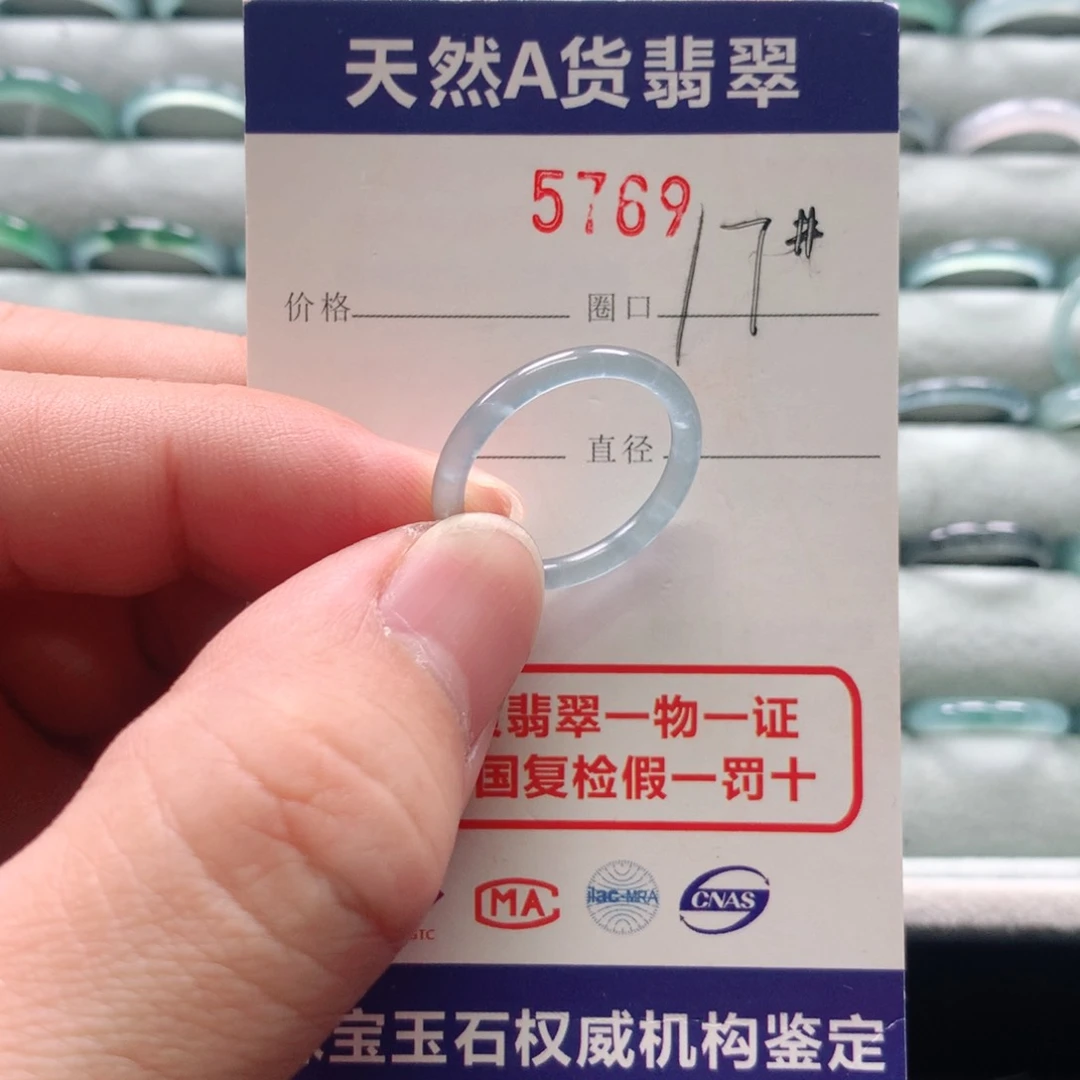 天然A货翡翠
5769
价格 圈口 17#
直径
翡翠一物一证
国复检假一罚十
MA ilac-MRA CNAS
GTC
宝玉石权威机构鉴定